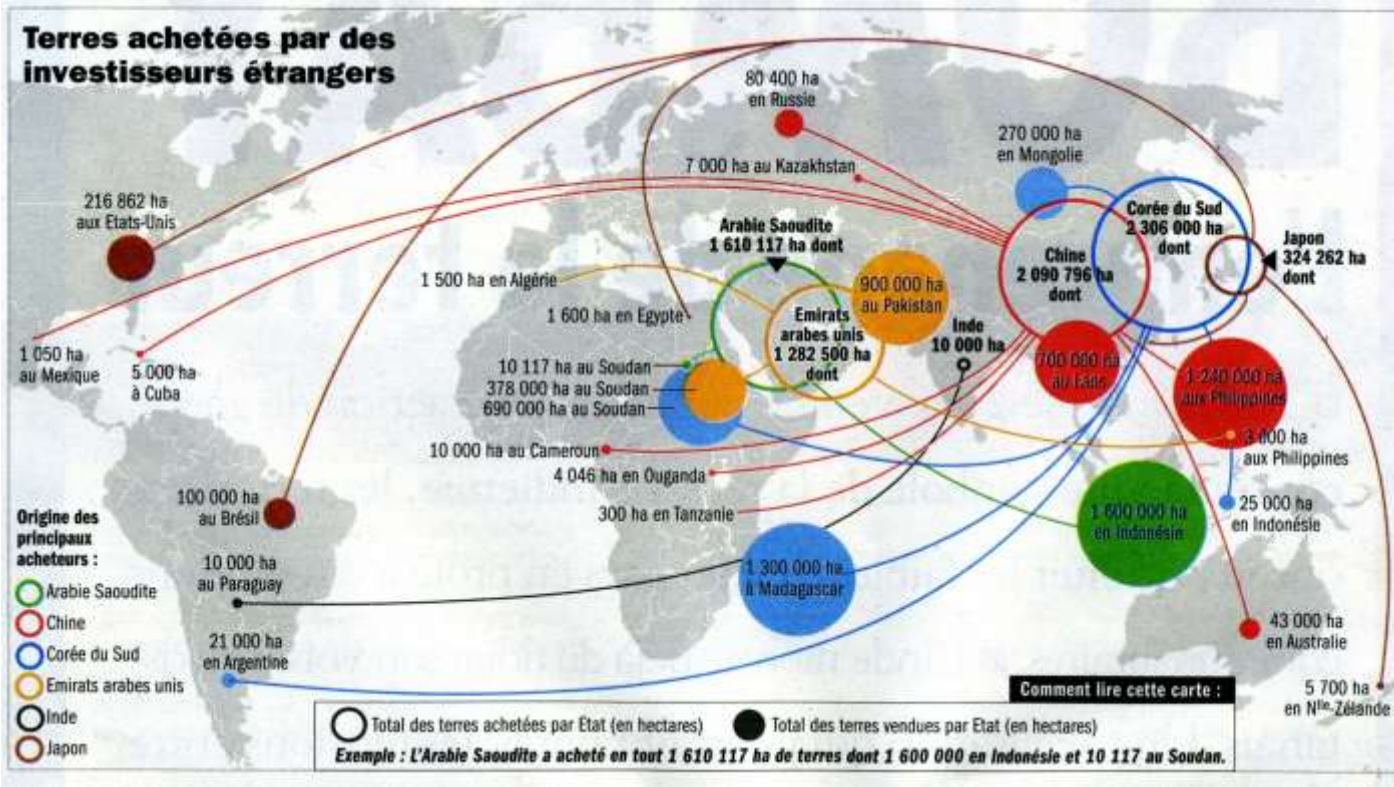 Terres achetées par des
investisseurs étrangers
80 400 ha
en Russie
270 000 ha
en Mongolie
7 000 ha au Kazakhstan
216 862 ha
aux Etats-Unis
Arabie Saoudite
1 610 117 ha dont
Corée du Sud
2 306 000 ha
dont
Chine
2 090 796 ha
dont
Japon
324 262 ha
dont
1 500 ha en Algérie
900 000 ha
au Pakistan
1 600 ha en Egypte
Emirats
arabes unis
1 282 500 ha
dont
Inde
10 000 ha
1 050 ha
au Mexique
5 000 ha
à Cuba
10 117 ha au Soudan
378 000 ha au Soudan
690 000 ha au Soudan
700 000 ha
au Laos
1 240 000 ha
aux Philippines
10 000 ha au Cameroun
3 000 ha
aux Philippines
4 046 ha en Ouganda
100 000 ha
au Brésil
300 ha en Tanzanie
1 600 000 ha
en Indonésie
25 000 ha
en Indonésie
10 000 ha
au Paraguay
1 300 000 ha
à Madagascar
21 000 ha
en Argentine
43 000 ha
en Australie
5 700 ha
en Nlle-Zélande
Origine des
principaux
acheteurs :
Arabie Saoudite
Chine
Corée du Sud
Emirats arabes unis
Inde
Japon
Comment lire cette carte :
Total des terres achetées par Etat (en hectares)
Total des terres vendues par Etat (en hectares)
Exemple : L'Arabie Saoudite a acheté en tout 1 610 117 ha de terres dont 1 600 000 en Indonésie et 10 117 au Soudan.